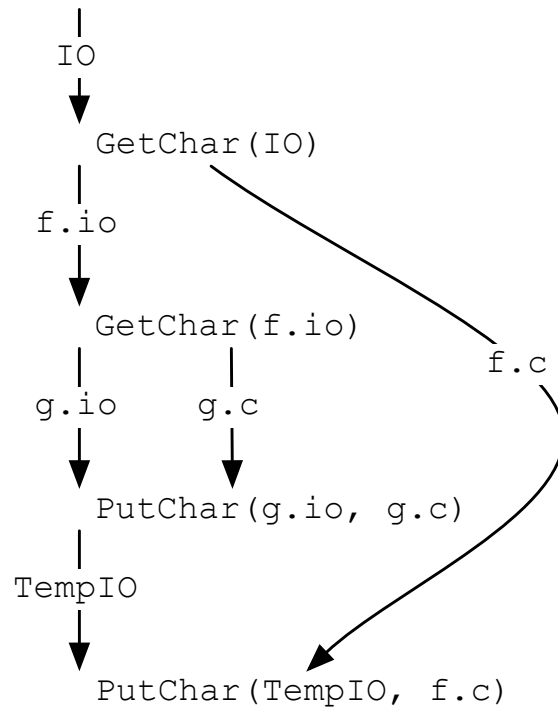 IO
GetChar(IO)
f.io
GetChar(f.io)
f.c
g.io g.c
PutChar(g.io, g.c)
TempIO
PutChar(TempIO, f.c)